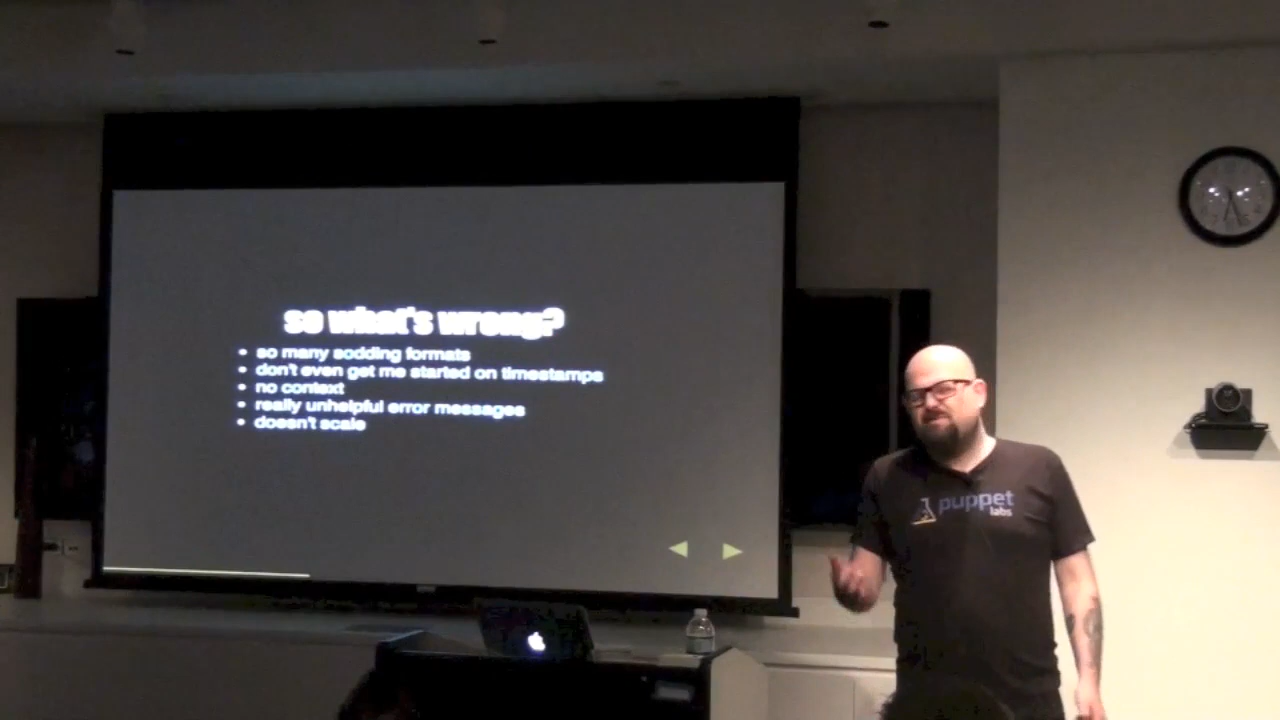 so what's wrong?
so many sodding formats
don't even get me started on timestamps
no context
really unhelpful error messages
doesn't scale
puppet
labs